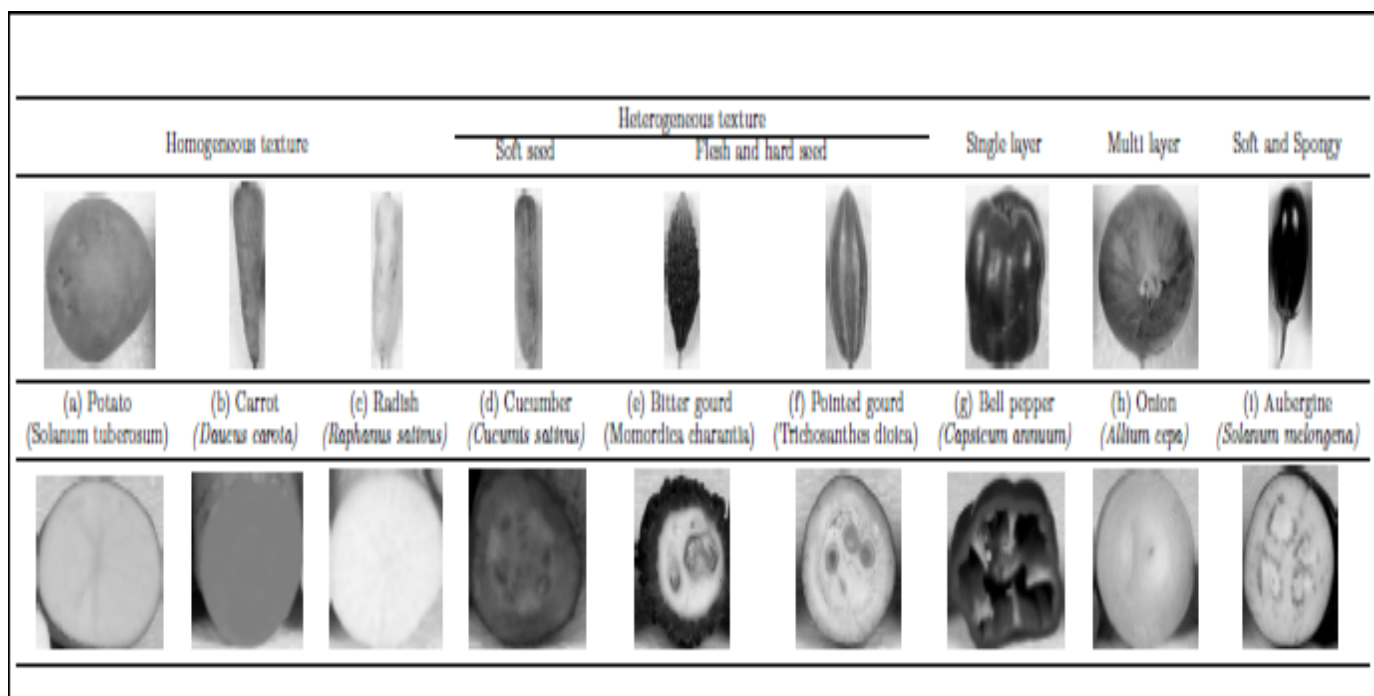 Heterogeneous texture
Homogeneous texture
Soft seed
Flesh and hard seed
Single layer
Multi layer
Soft and Spongy
(a) Potato
(b) Carrot
(c) Radish
(d) Cucumber
(e) Bitter gourd
(f) Pointed gourd
(g) Bell pepper
(h) Onion
(i) Aubergine
(Solanum tuberosum)
(Daucus carota)
(Raphanus sativus)
(Cucumis sativus)
(Momordica charantia)
(Trichosanthes dioica)
(Capsicum annuum)
(Allium cepa)
(Solanum melongena)